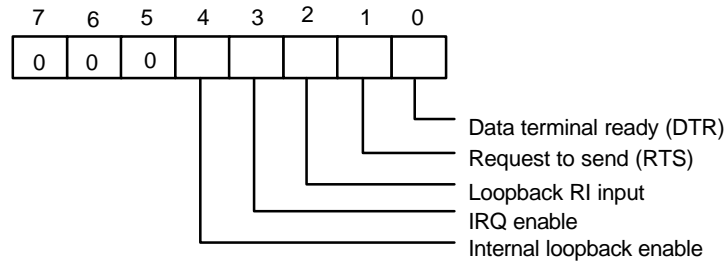 7 6 5 4 3 2 1 0
0 0 0
Data terminal ready (DTR)
Request to send (RTS)
Loopback RI input
IRQ enable
Internal loopback enable